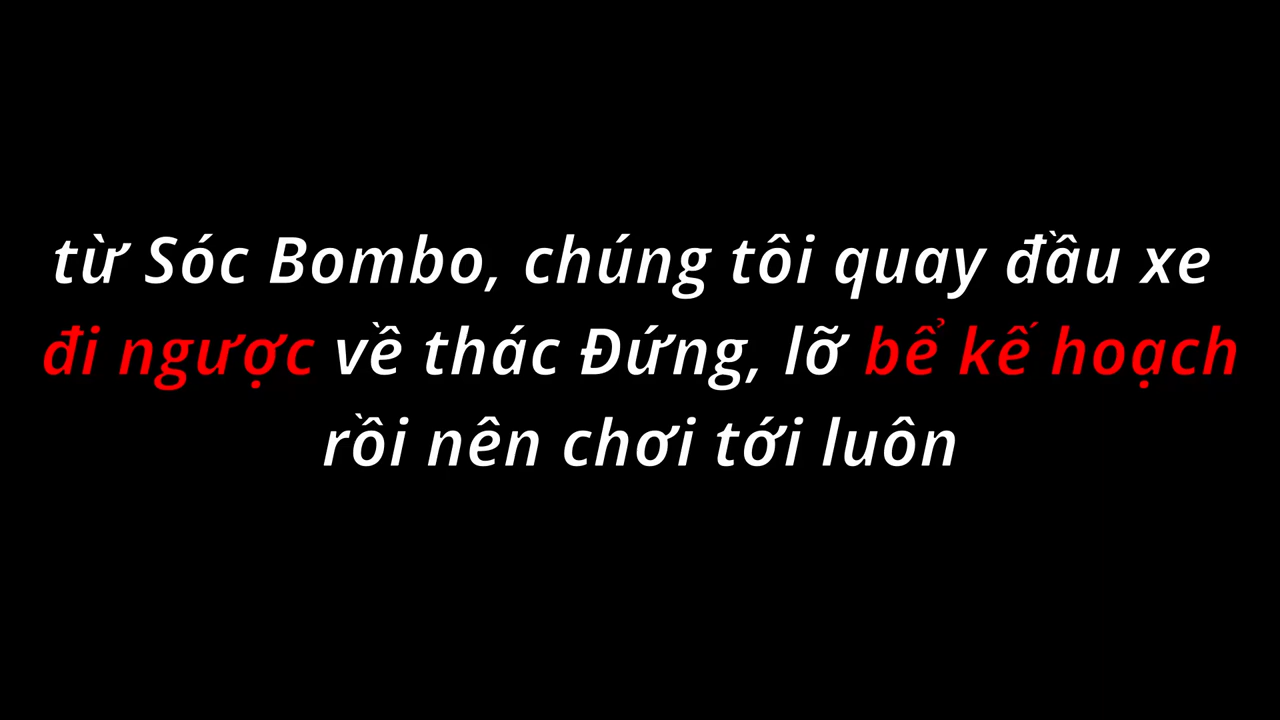 từ Sóc Bombo, chúng tôi quay đầu xe
đi ngược về thác Đứng, lỡ bể kế hoạch
rồi nên chơi tới luôn